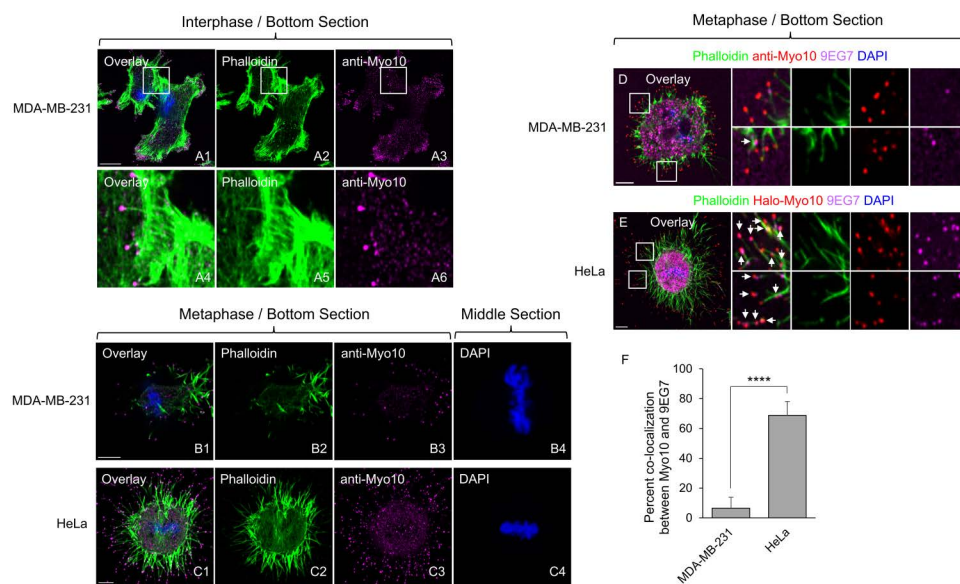 Interphase / Bottom Section
MDA-MB-231
Overlay
A1
Phalloidin
A2
anti-Myo10
A3
Overlay
A4
Phalloidin
A5
anti-Myo10
A6
Metaphase / Bottom Section
Middle Section
MDA-MB-231
Overlay
B1
Phalloidin
B2
anti-Myo10
B3
DAPI
B4
HeLa
Overlay
C1
Phalloidin
C2
anti-Myo10
C3
DAPI
C4
Metaphase / Bottom Section
Phalloidin anti-Myo10 9EG7 DAPI
MDA-MB-231
D
Overlay
Phalloidin Halo-Myo10 9EG7 DAPI
HeLa
E
Overlay
F
Percent co-localization
between Myo10 and 9EG7
100
80
60
40
20
0
****
MDA-MB-231
HeLa